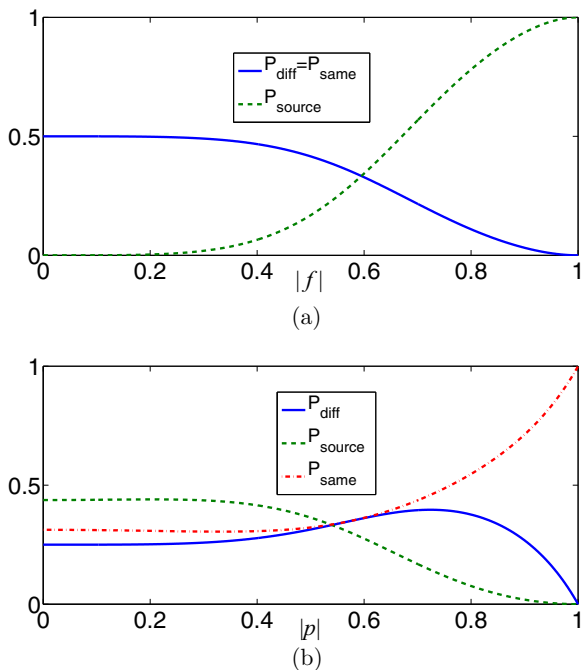 1
0.5
0
0 0.2 0.4 0.6 0.8 1
P_diff=P_same
P_source
|f|
(a)
1
0.5
0
0 0.2 0.4 0.6 0.8 1
P_diff
P_source
P_same
|p|
(b)